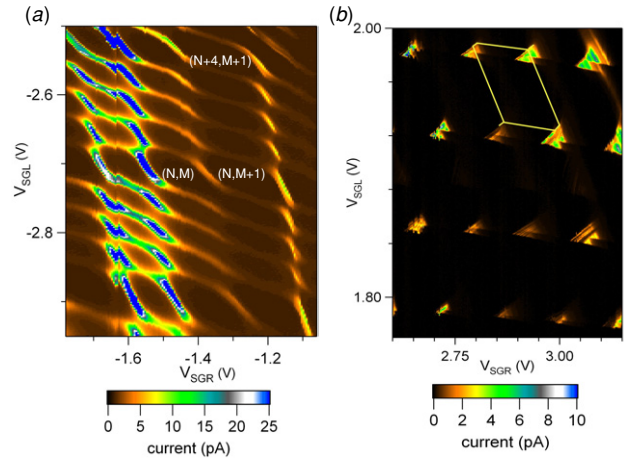 (a)
(b)
2.00
(N+4,M+1)
-2.6
V_SGL (V)
(N,M)
(N,M+1)
1.90
V_SGL (V)
-2.8
1.80
-1.6
-1.4
-1.2
V_SGR (V)
2.75
3.00
V_SGR (V)
0
5
10
15
20
25
current (pA)
0
2
4
6
8
10
current (pA)